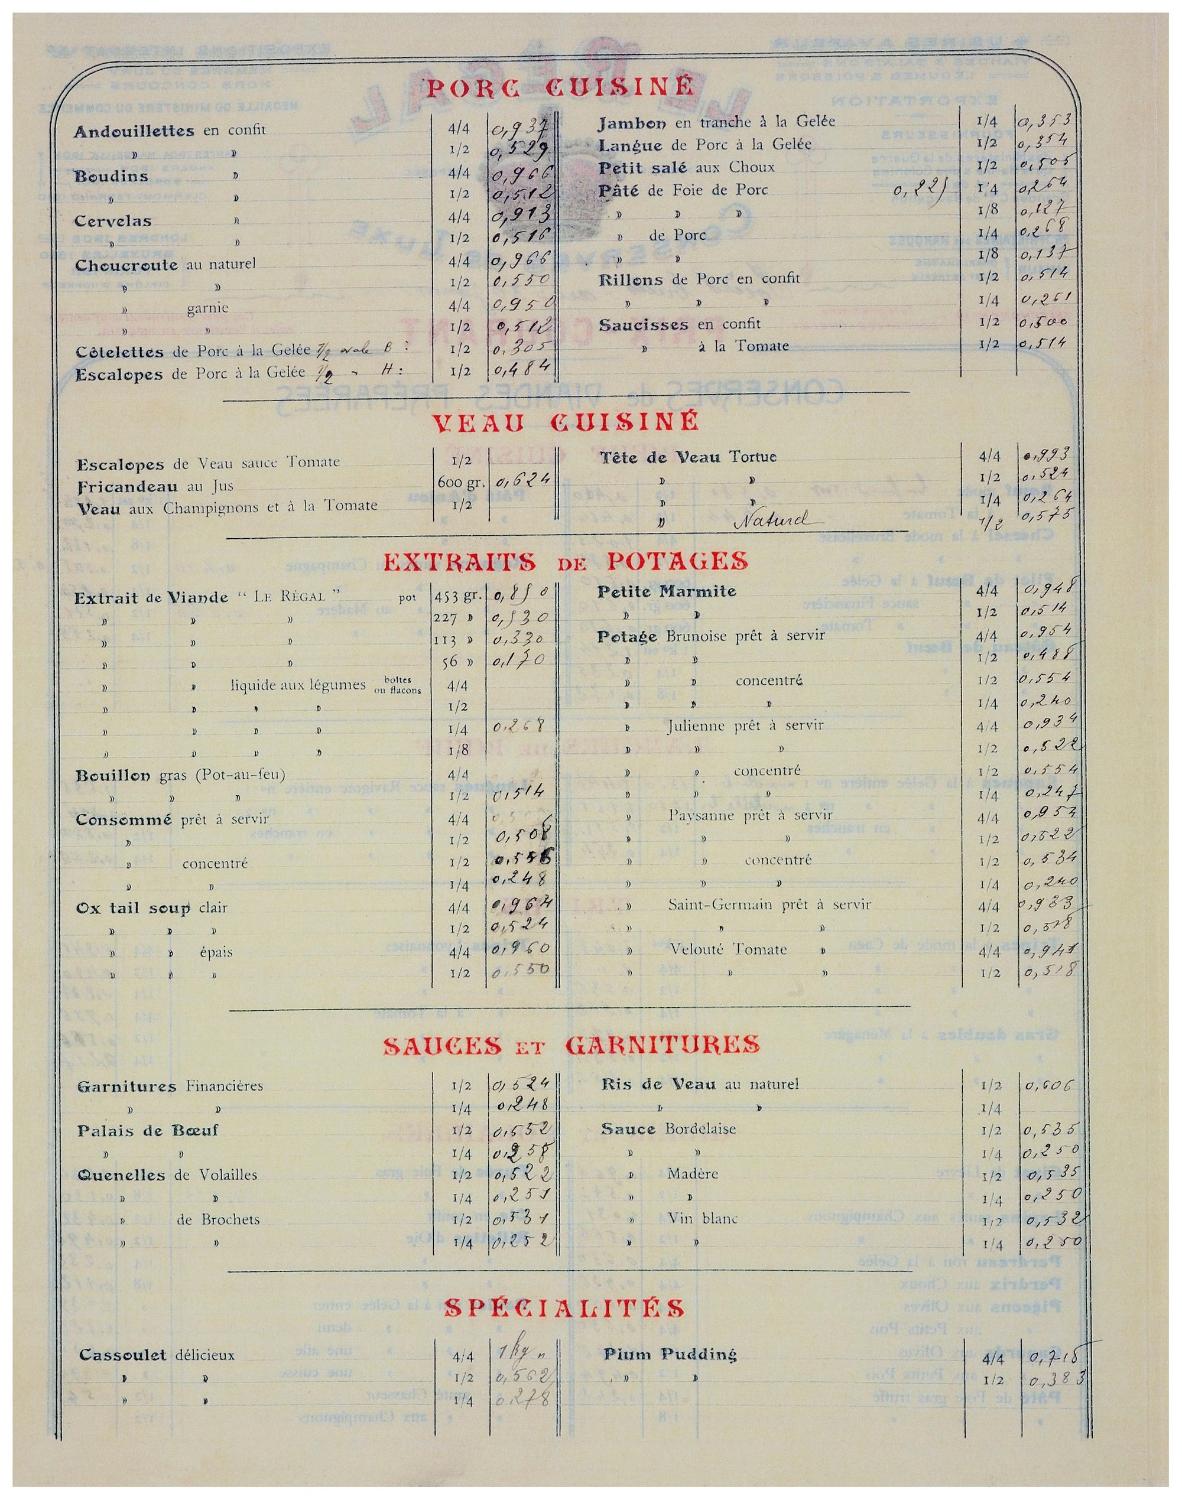 PORC CUISINÉ
Andouillettes en confit 4/4 0,937
» » 1/2 0,529
Boudins » 4/4 0,966
» » 1/2 0,512
Cervelas » 4/4 0,913
» » 1/2 0,516
Choucroute au naturel 4/4 0,966
» » 1/2 0,550
» garnie 4/4 0,950
» » 1/2 0,512
Côtelettes de Porc à la Gelée 1/2 B : 1/2 0,305
Escalopes de Porc à la Gelée 1/2 - H : 1/2 0,484
Jambon en tranche à la Gelée 1/4 0,353
Langue de Porc à la Gelée 1/2 0,354
Petit salé aux Choux 1/2 0,505
Pâté de Foie de Porc 0,225 1/4 0,264
» » » 1/8 0,127
» de Porc 1/4 0,268
» » 1/8 0,137
Rillons de Porc en confit 1/2 0,514
» » » 1/4 0,261
Saucisses en confit 1/2 0,500
» à la Tomate 1/2 0,514
VEAU CUISINÉ
Escalopes de Veau sauce Tomate 1/2
Fricandeau au Jus 600 gr. 0,624
Veau aux Champignons et à la Tomate 1/2
Tête de Veau Tortue 4/4 0,993
» » 1/2 0,524
» » 1/4 0,264
» Naturel 1/2 0,575
EXTRAITS DE POTAGES
Extrait de Viande “ LE RÉGAL ” pot 453 gr. 0,850
» » » 227 » 0,530
» » » 113 » 0,330
» » » 56 » 0,170
» » liquide aux légumes boîtes ou flacons 4/4
» » » » 1/2
» » » » 1/4 0,268
» » » » 1/8
Bouillon gras (Pot-au-feu) 4/4
» » » 1/2 0,514
Consommé prêt à servir 4/4
» 1/2 0,508
» concentré 1/2 0,556
» » 1/4 0,248
Ox tail soup clair 4/4 0,964
» » » 1/2 0,524
» » épais 4/4 0,960
» » » 1/2 0,550
Petite Marmite 4/4 0,948
» » 1/2 0,514
Potage Brunoise prêt à servir 4/4 0,954
» » 1/2 0,488
» » concentré 1/2 0,554
» » » 1/4 0,240
» Julienne prêt à servir 4/4 0,934
» » » 1/2 0,522
» » concentré 1/2 0,554
» » » 1/4 0,247
» Paysanne prêt à servir 4/4 0,954
» » » 1/2 0,522
» » concentré 1/2 0,534
» » » 1/4 0,240
» Saint-Germain prêt à servir 4/4 0,983
» » » 1/2 0,518
» Velouté Tomate » 4/4 0,941
» » » 1/2 0,518
SAUCES ET GARNITURES
Garnitures Financières 1/2 0,524
» » 1/4 0,248
Palais de Bœuf 1/2 0,552
» » 1/4 0,258
Quenelles de Volailles 1/2 0,522
» » 1/4 0,251
» de Brochets 1/2 0,531
» » 1/4 0,252
Ris de Veau au naturel 1/2 0,606
» » 1/4
Sauce Bordelaise 1/2 0,535
» » 1/4 0,250
» Madère 1/2 0,535
» » 1/4 0,250
» Vin blanc 1/2 0,532
» » 1/4 0,250
SPÉCIALITÉS
Cassoulet délicieux 4/4 1 kg »
» » 1/2 0,562
» » 1/4 0,278
Plum Pudding 4/4 0,715
» » 1/2 0,383